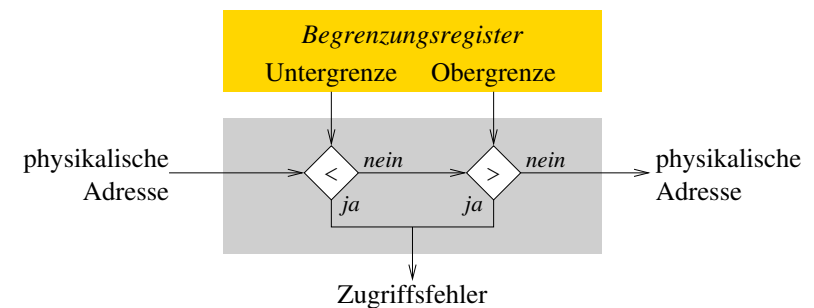 Begrenzungsregister
Untergrenze Obergrenze
physikalische
Adresse
<
nein
ja
>
nein
ja
physikalische
Adresse
Zugriffsfehler